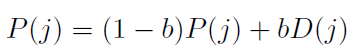 P(j) = (1 − b)P(j) + bD(j)